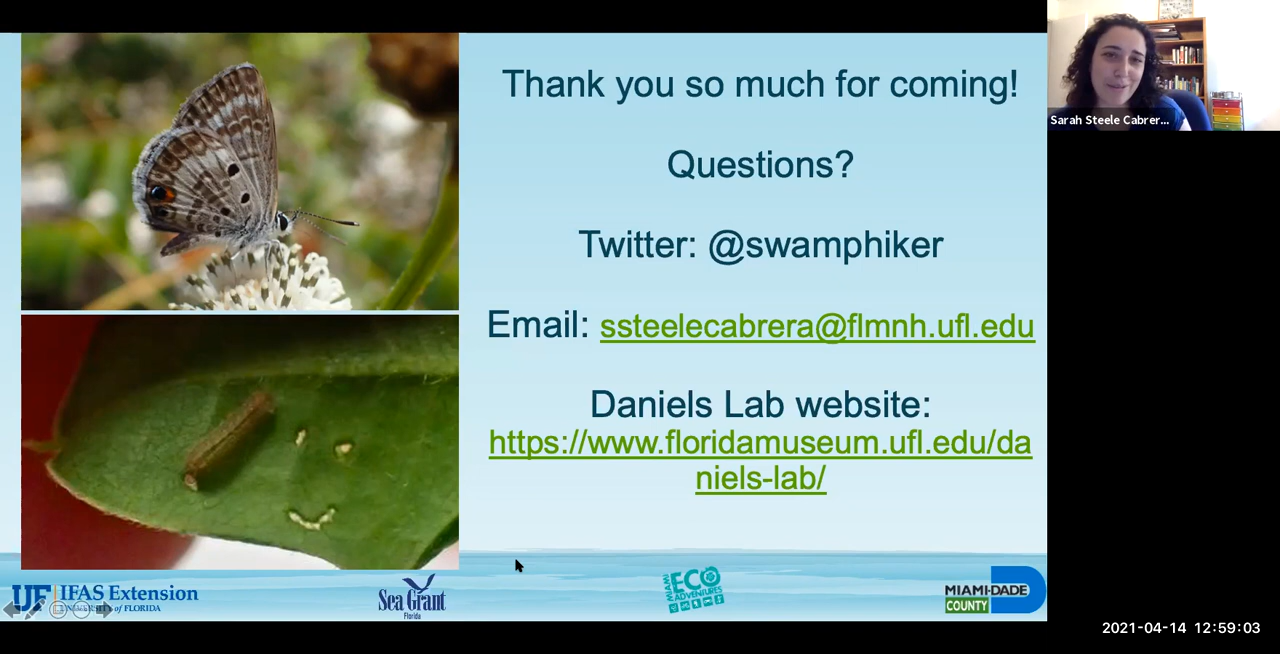 Thank you so much for coming!
Questions?
Twitter: @swamphiker
Email: ssteelecabrera@flmnh.ufl.edu
Daniels Lab website:
https://www.floridamuseum.ufl.edu/da
niels-lab/
Sarah Steele Cabrer...
UF IFAS Extension
UNIVERSITY of FLORIDA
Sea Grant
Florida
MIAMI
ECO
ADVENTURES
MIAMI-DADE
COUNTY
2021-04-14 12:59:03